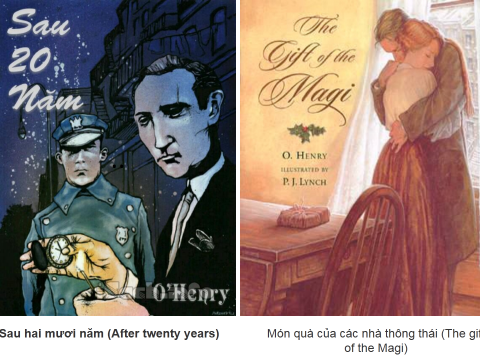 Sau
20
Năm
O'Henry
The
Gift of the
Magi
O. HENRY
ILLUSTRATED BY
P. J. LYNCH
Sau hai mươi năm (After twenty years)
Món quà của các nhà thông thái (The gif
of the Magi)